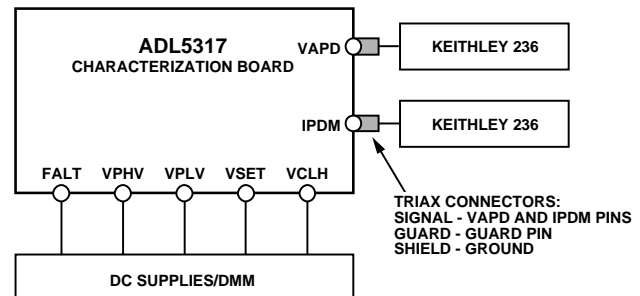 ADL5317
CHARACTERIZATION BOARD
VAPD
KEITHLEY 236
IPDM
KEITHLEY 236
FALT VPHV VPLV VSET VCLH
TRIAX CONNECTORS:
SIGNAL - VAPD AND IPDM PINS
GUARD - GUARD PIN
SHIELD - GROUND
DC SUPPLIES/DMM